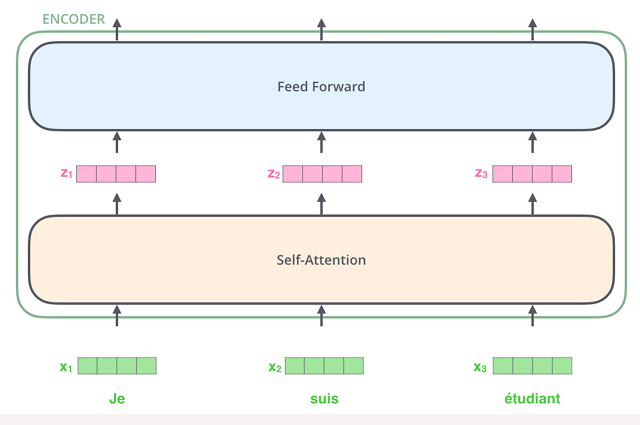 ENCODER
Feed Forward
z₁ z₂ z₃
Self-Attention
x₁ x₂ x₃
Je suis étudiant